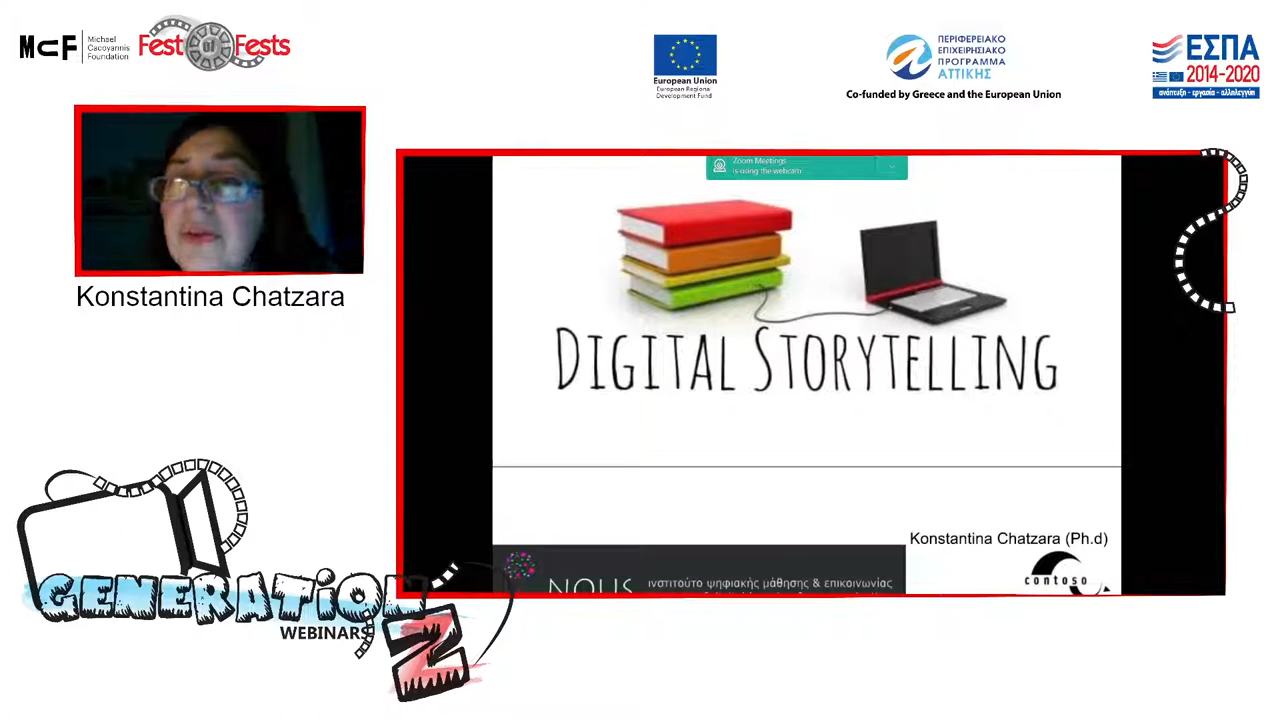 MCF
Michael
Cacoyannis
Foundation
Fest of Fests
European Union
European Regional
Development Fund
ΠΕΡΙΦΕΡΕΙΑΚΟ
ΕΠΙΧΕΙΡΗΣΙΑΚΟ
ΠΡΟΓΡΑΜΜΑ
ΑΤΤΙΚΗΣ
Co-funded by Greece and the European Union
ΕΣΠΑ
2014-2020
ανάπτυξη - εργασία - αλληλεγγύη
Zoom Meetings
is using the webcam
Konstantina Chatzara
DIGITAL STORYTELLING
Konstantina Chatzara (Ph.d)
contoso
NOUS
ινστιτούτο ψηφιακής μάθησης & επικοινωνίας
GENERATiON
WEBINARS
Z